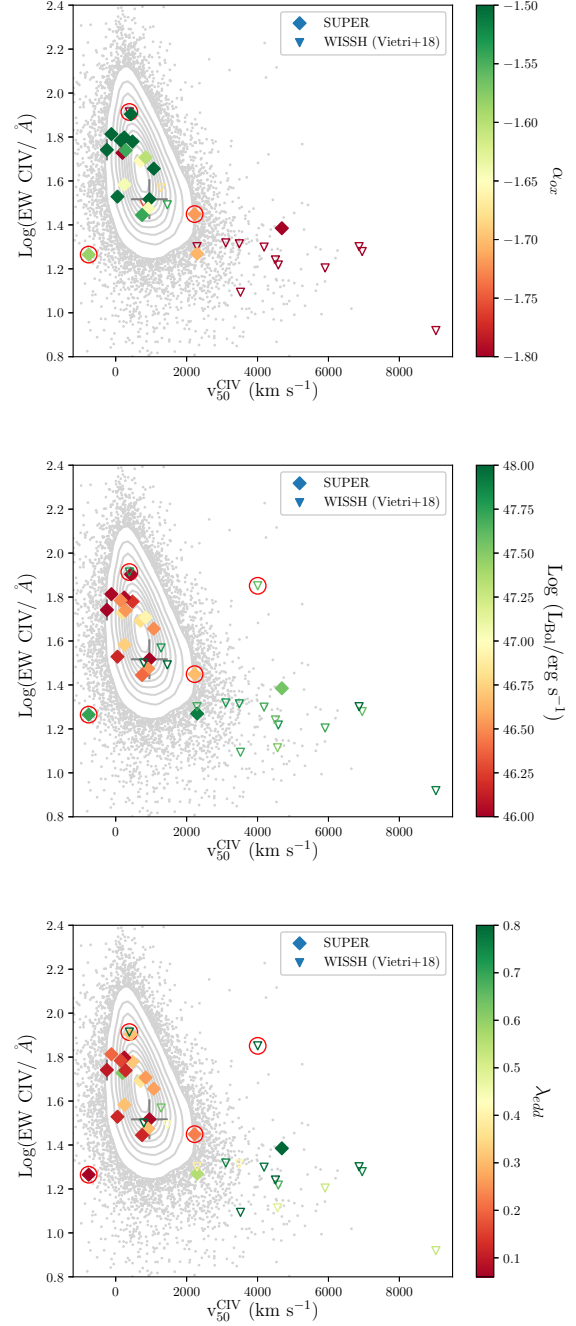 2.4
2.2
2.0
1.8
1.6
1.4
1.2
1.0
0.8
Log(EW CIV/ Å)
0 2000 4000 6000 8000
v₅₀^CIV (km s⁻¹)
SUPER
WISSH (Vietri+18)
−1.50
−1.55
−1.60
−1.65
−1.70
−1.75
−1.80
αox
2.4
2.2
2.0
1.8
1.6
1.4
1.2
1.0
0.8
Log(EW CIV/ Å)
0 2000 4000 6000 8000
v₅₀^CIV (km s⁻¹)
SUPER
WISSH (Vietri+18)
48.00
47.75
47.50
47.25
47.00
46.75
46.50
46.25
46.00
Log (L_Bol/erg s⁻¹)
2.4
2.2
2.0
1.8
1.6
1.4
1.2
1.0
0.8
Log(EW CIV/ Å)
0 2000 4000 6000 8000
v₅₀^CIV (km s⁻¹)
SUPER
WISSH (Vietri+18)
0.8
0.7
0.6
0.5
0.4
0.3
0.2
0.1
λedd